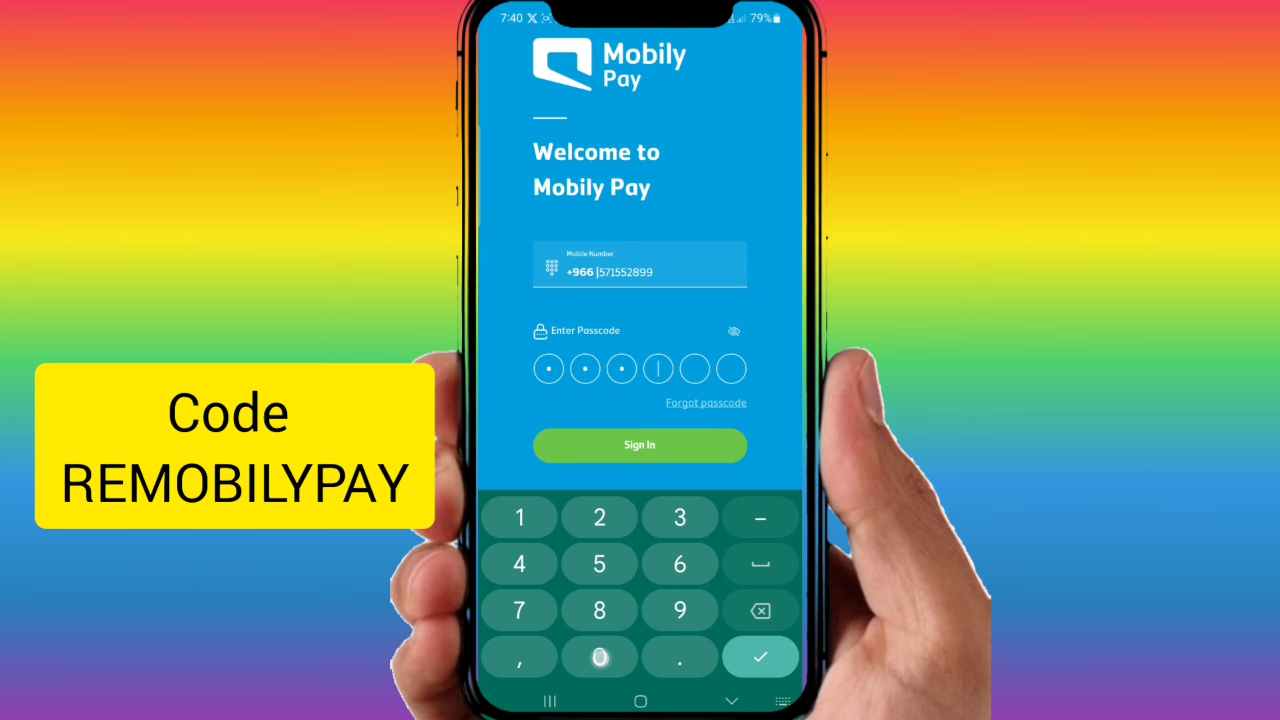 7:40
79%
Mobily
Pay
Welcome to
Mobily Pay
Mobile Number
+966 |571552899
Enter Passcode
Forgot passcode
Sign In
Code
REMOBILYPAY
1 2 3 –
4 5 6
7 8 9
, 0 .